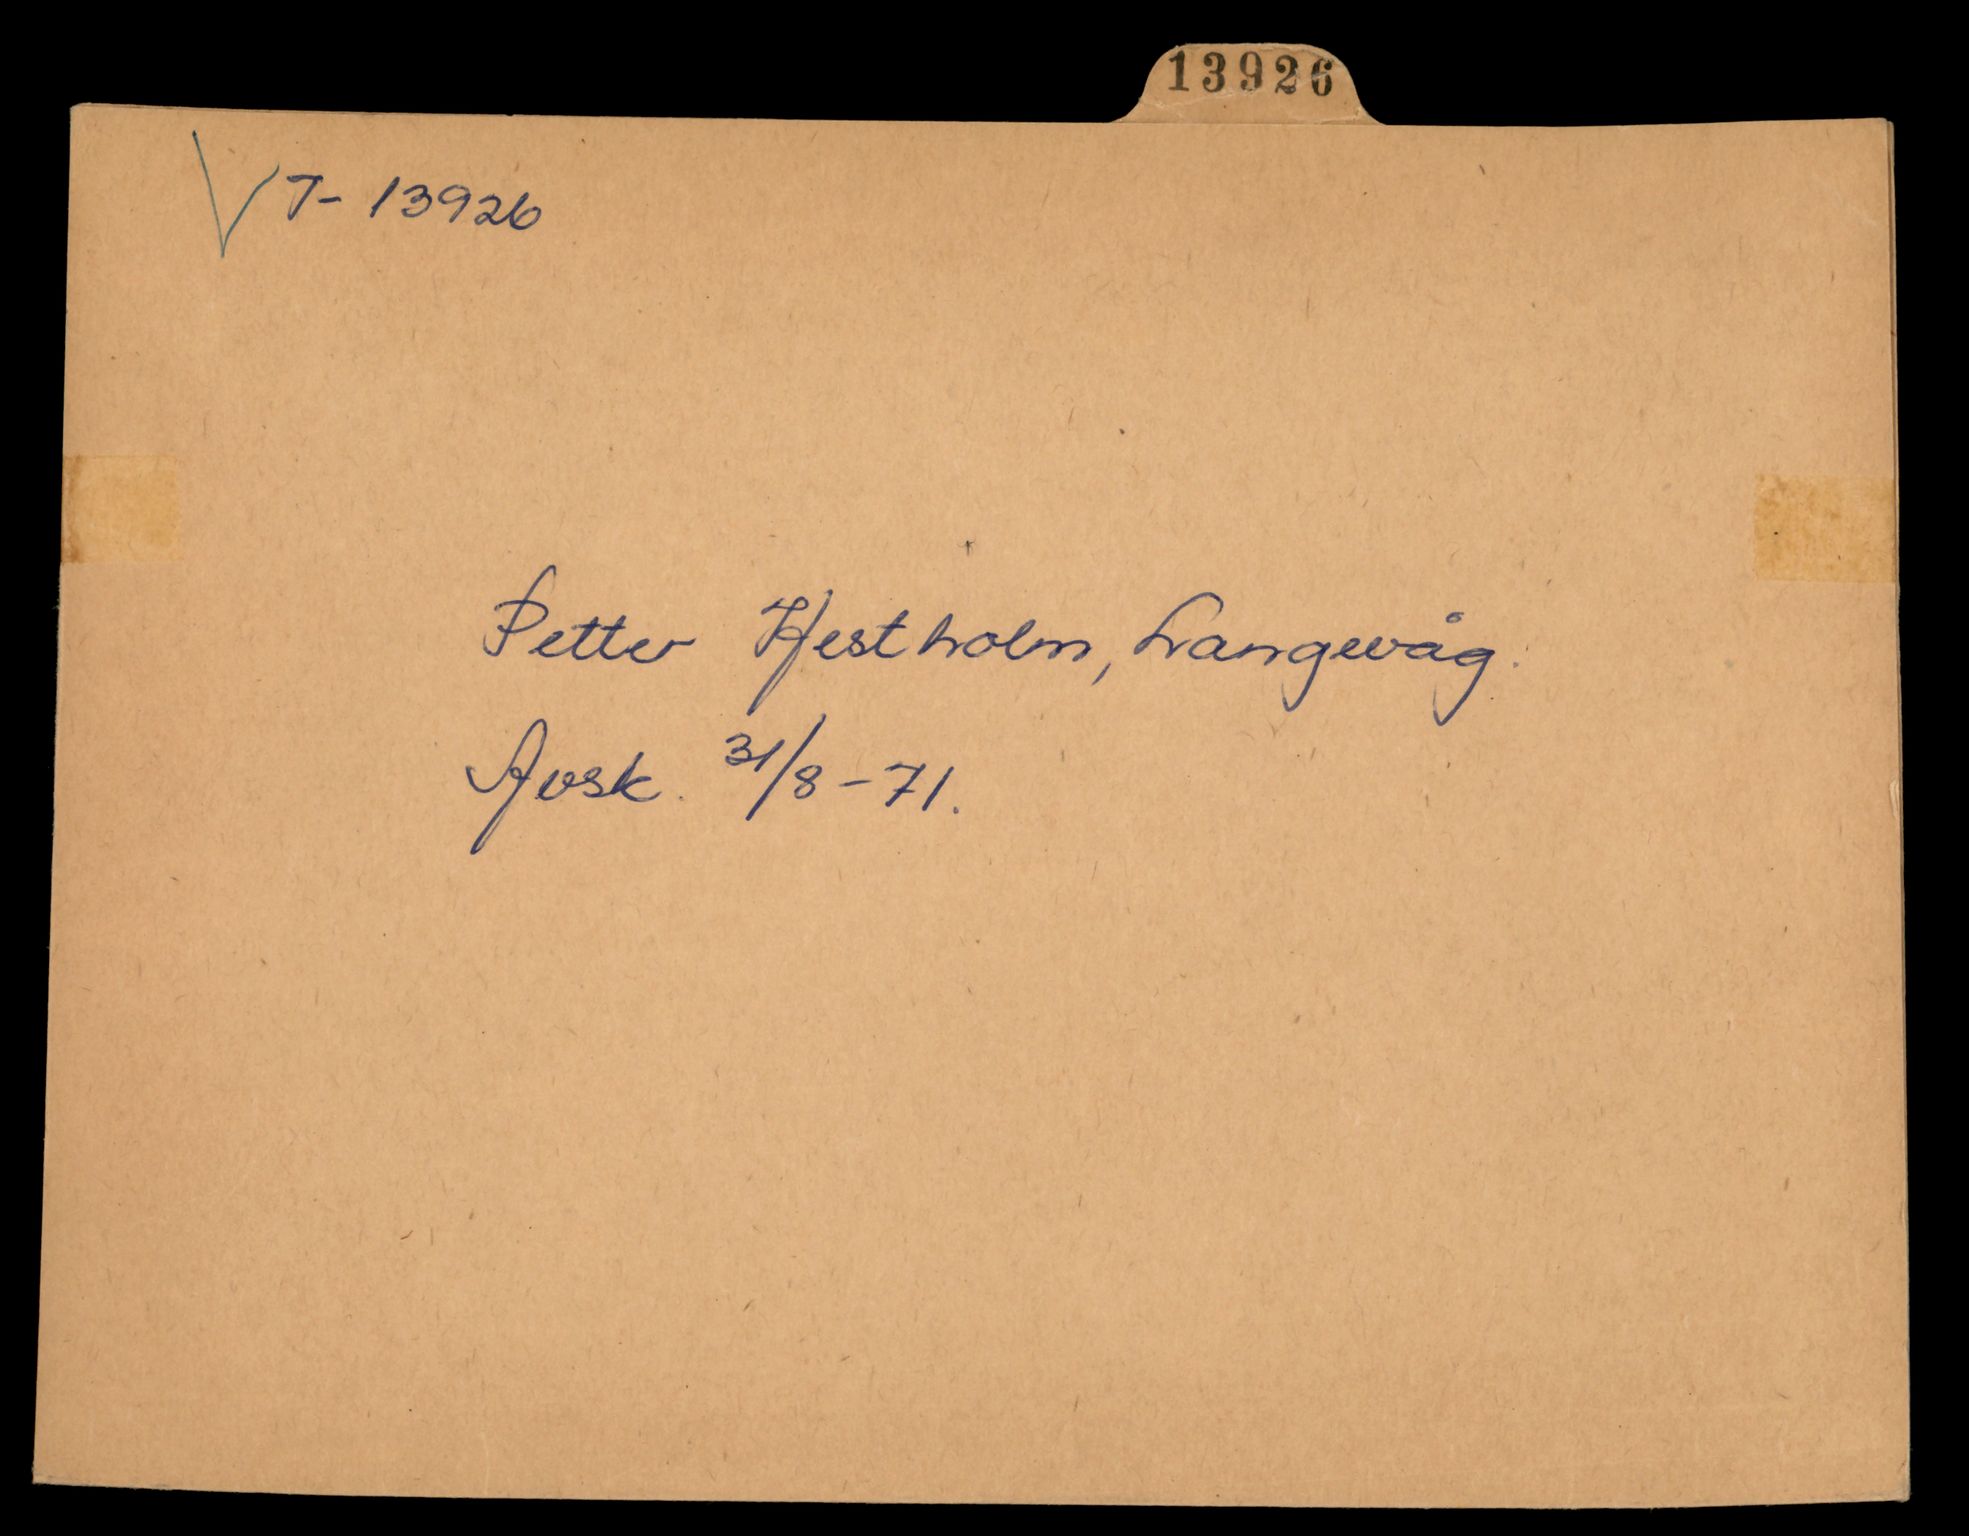 13926
T-13926
Petter Hestholm, Langevåg.
Avsk. 31/8-71.